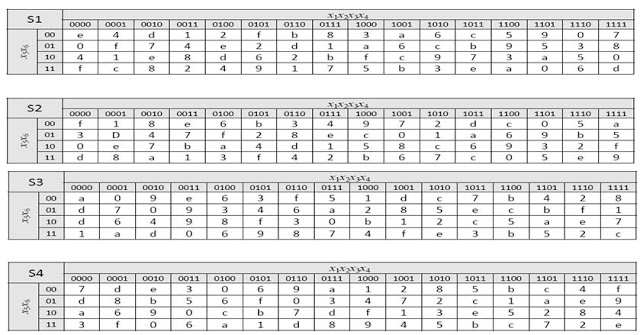 S1 x₁x₂x₃x₄
0000 0001 0010 0011 0100 0101 0110 0111 1000 1001 1010 1011 1100 1101 1110 1111
x₅x₆
00 e 4 d 1 2 f b 8 3 a 6 c 5 9 0 7
01 0 f 7 4 e 2 d 1 a 6 c b 9 5 3 8
10 4 1 e 8 d 6 2 b f c 9 7 3 a 5 0
11 f c 8 2 4 9 1 7 5 b 3 e a 0 6 d
S2 x₁x₂x₃x₄
0000 0001 0010 0011 0100 0101 0110 0111 1000 1001 1010 1011 1100 1101 1110 1111
x₅x₆
00 f 1 8 e 6 b 3 4 9 7 2 d c 0 5 a
01 3 D 4 7 f 2 8 e c 0 1 a 6 9 b 5
10 0 e 7 b a 4 d 1 5 8 c 6 9 3 2 f
11 d 8 a 1 3 f 4 2 b 6 7 c 0 5 e 9
S3 x₁x₂x₃x₄
0000 0001 0010 0011 0100 0101 0110 0111 1000 1001 1010 1011 1100 1101 1110 1111
x₅x₆
00 a 0 9 e 6 3 f 5 1 d c 7 b 4 2 8
01 d 7 0 9 3 4 6 a 2 8 5 e c b f 1
10 d 6 4 9 8 f 3 0 b 1 2 c 5 a e 7
11 1 a d 0 6 9 8 7 4 f e 3 b 5 2 c
S4 x₁x₂x₃x₄
0000 0001 0010 0011 0100 0101 0110 0111 1000 1001 1010 1011 1100 1101 1110 1111
x₅x₆
00 7 d e 3 0 6 9 a 1 2 8 5 b c 4 f
01 d 8 b 5 6 f 0 3 4 7 2 c 1 a e 9
10 a 6 9 0 c b 7 d f 1 3 e 5 2 8 4
11 3 f 0 6 a 1 d 8 9 4 5 b c 7 2 e